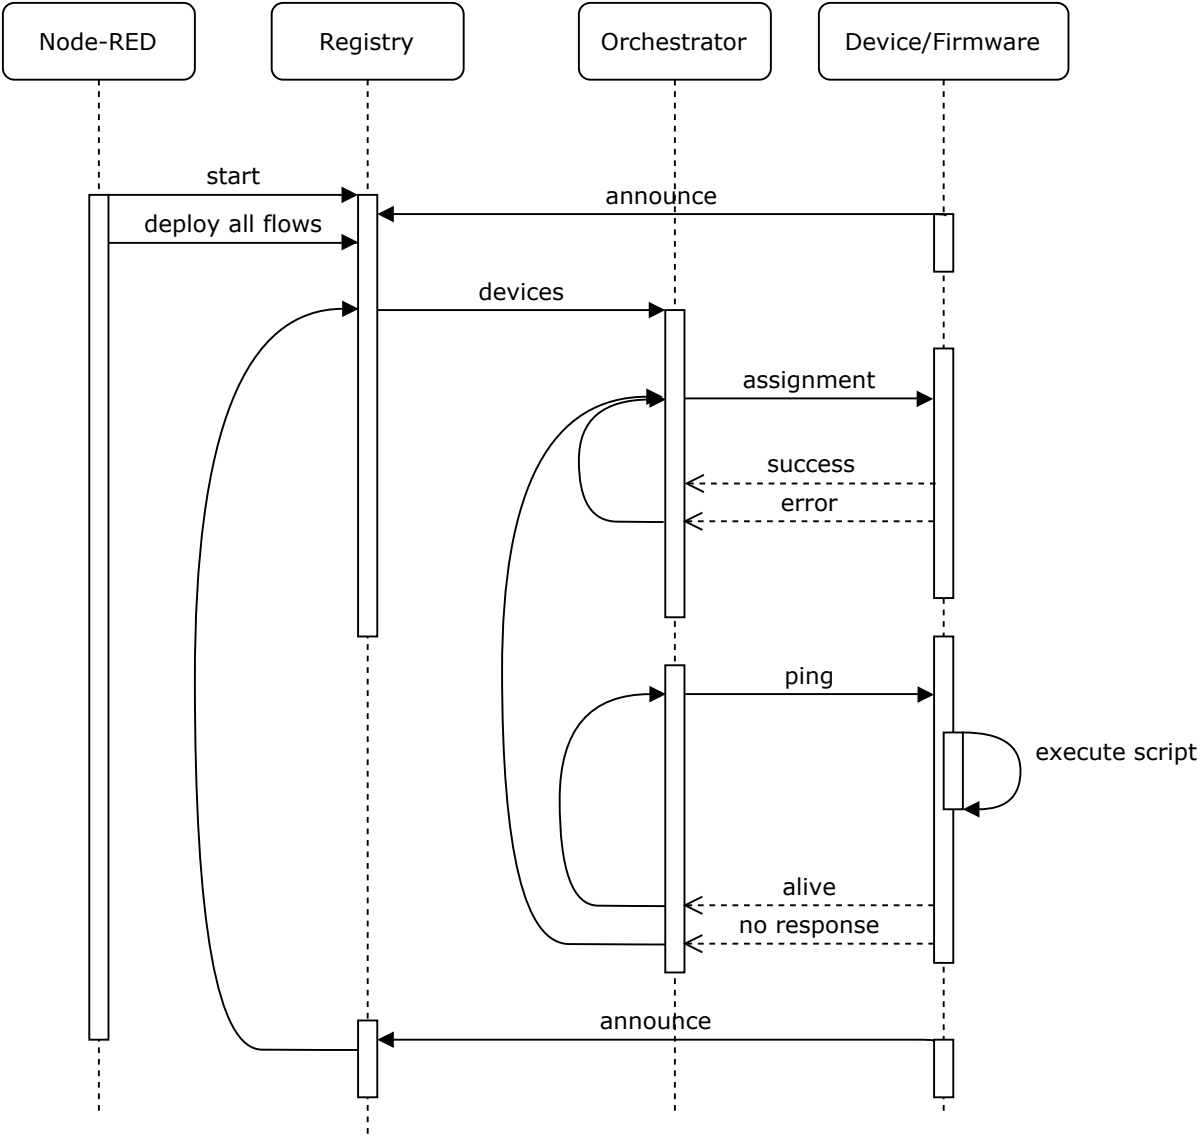 Node-RED
Registry
Orchestrator
Device/Firmware
start
announce
deploy all flows
devices
assignment
success
error
ping
execute script
alive
no response
announce